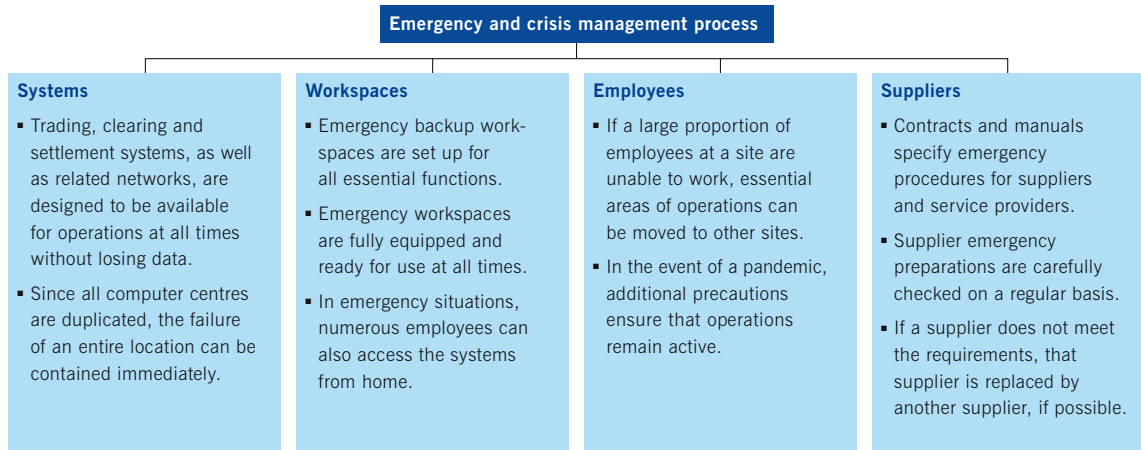 Emergency and crisis management process
Systems
▪ Trading, clearing and
settlement systems, as well
as related networks, are
designed to be available
for operations at all times
without losing data.
▪ Since all computer centres
are duplicated, the failure
of an entire location can be
contained immediately.
Workspaces
▪ Emergency backup work-
spaces are set up for
all essential functions.
▪ Emergency workspaces
are fully equipped and
ready for use at all times.
▪ In emergency situations,
numerous employees can
also access the systems
from home.
Employees
▪ If a large proportion of
employees at a site are
unable to work, essential
areas of operations can
be moved to other sites.
▪ In the event of a pandemic,
additional precautions
ensure that operations
remain active.
Suppliers
▪ Contracts and manuals
specify emergency
procedures for suppliers
and service providers.
▪ Supplier emergency
preparations are carefully
checked on a regular basis.
▪ If a supplier does not meet
the requirements, that
supplier is replaced by
another supplier, if possible.